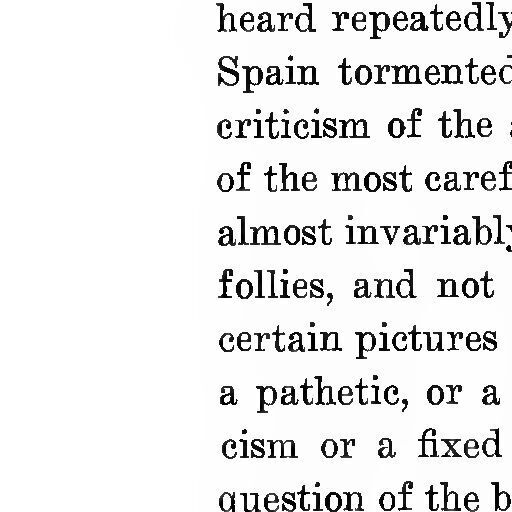 heard repeatedly
Spain tormented
criticism of the
of the most caref
almost invariably
follies, and not
certain pictures
a pathetic, or a
cism or a fixed
question of the b